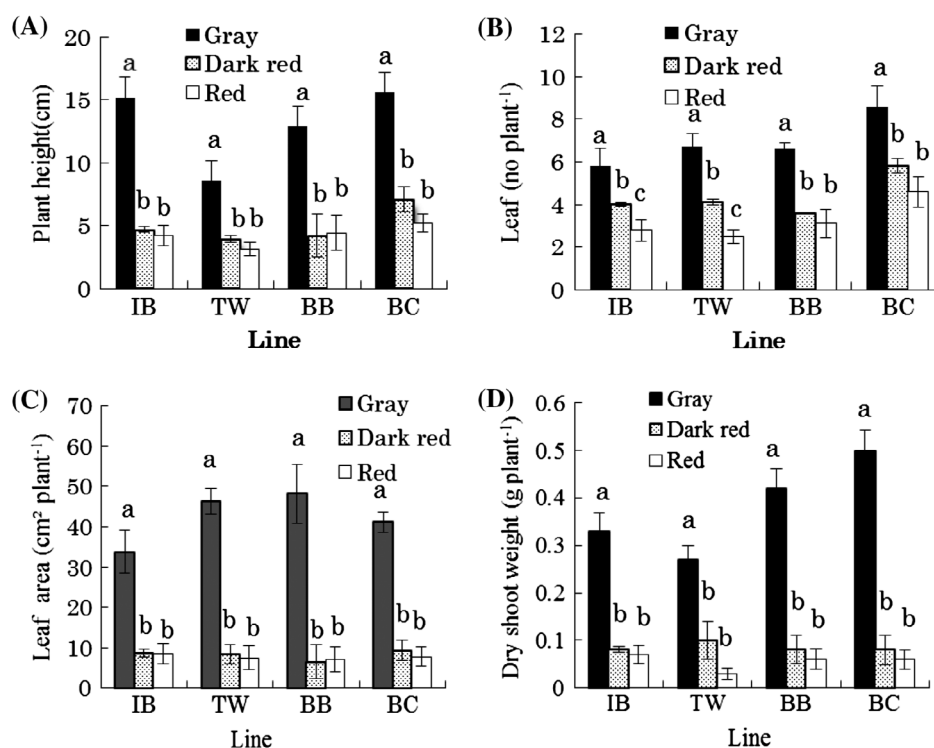 (A)
20
15
10
5
0
Plant height(cm)
Gray
Dark red
Red
a
b
b
a
b b
a
b
b
a
b
b
IB TW BB BC
Line
(B)
12
10
8
6
4
2
0
Leaf (no plant⁻¹)
Gray
Dark red
Red
a
b
c
a
b
c
a
b b
a
b
b
IB TW BB BC
Line
(C)
70
60
50
40
30
20
10
0
Leaf area (cm² plant⁻¹)
Gray
Dark red
Red
a
b b
a
b b
a
b b
a
b b
IB TW BB BC
Line
(D)
0.6
0.5
0.4
0.3
0.2
0.1
0
Dry shoot weight (g plant⁻¹)
Gray
Dark red
Red
a
b b
a
b
b
a
b b
a
b b
IB TW BB BC
Line